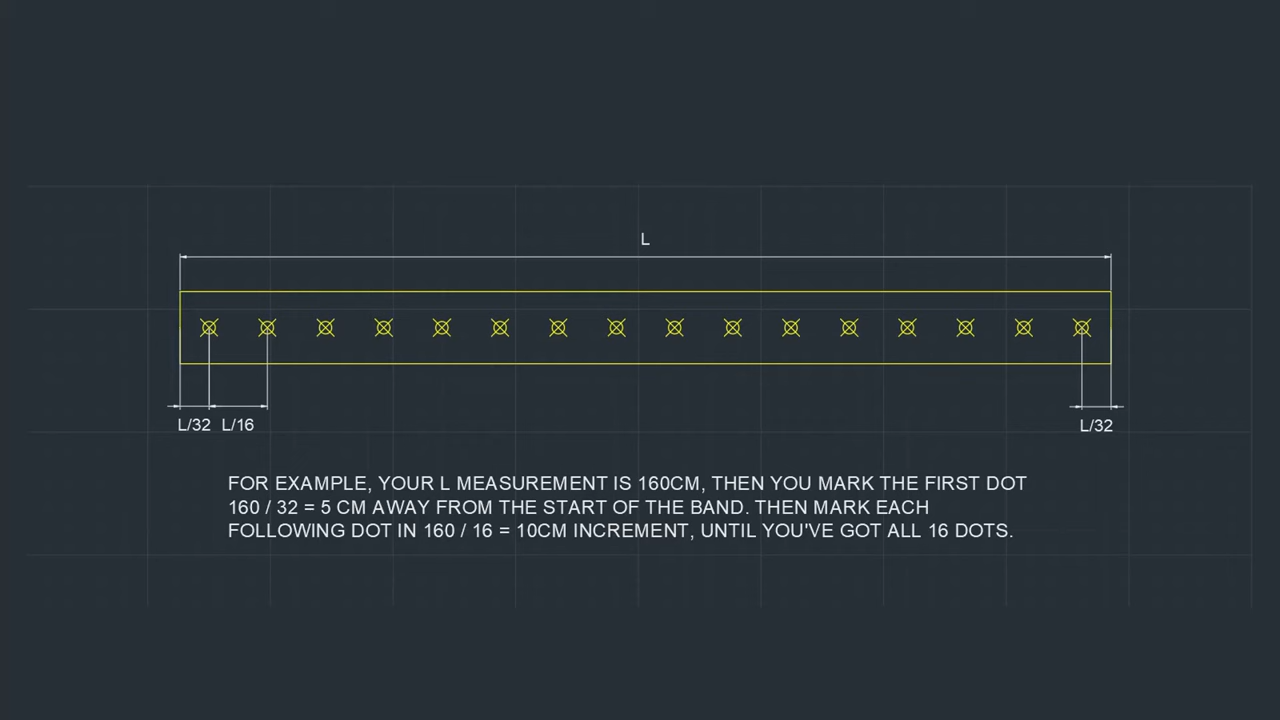 L
L/32 L/16
L/32
FOR EXAMPLE, YOUR L MEASUREMENT IS 160CM, THEN YOU MARK THE FIRST DOT
160 / 32 = 5 CM AWAY FROM THE START OF THE BAND. THEN MARK EACH
FOLLOWING DOT IN 160 / 16 = 10CM INCREMENT, UNTIL YOU'VE GOT ALL 16 DOTS.